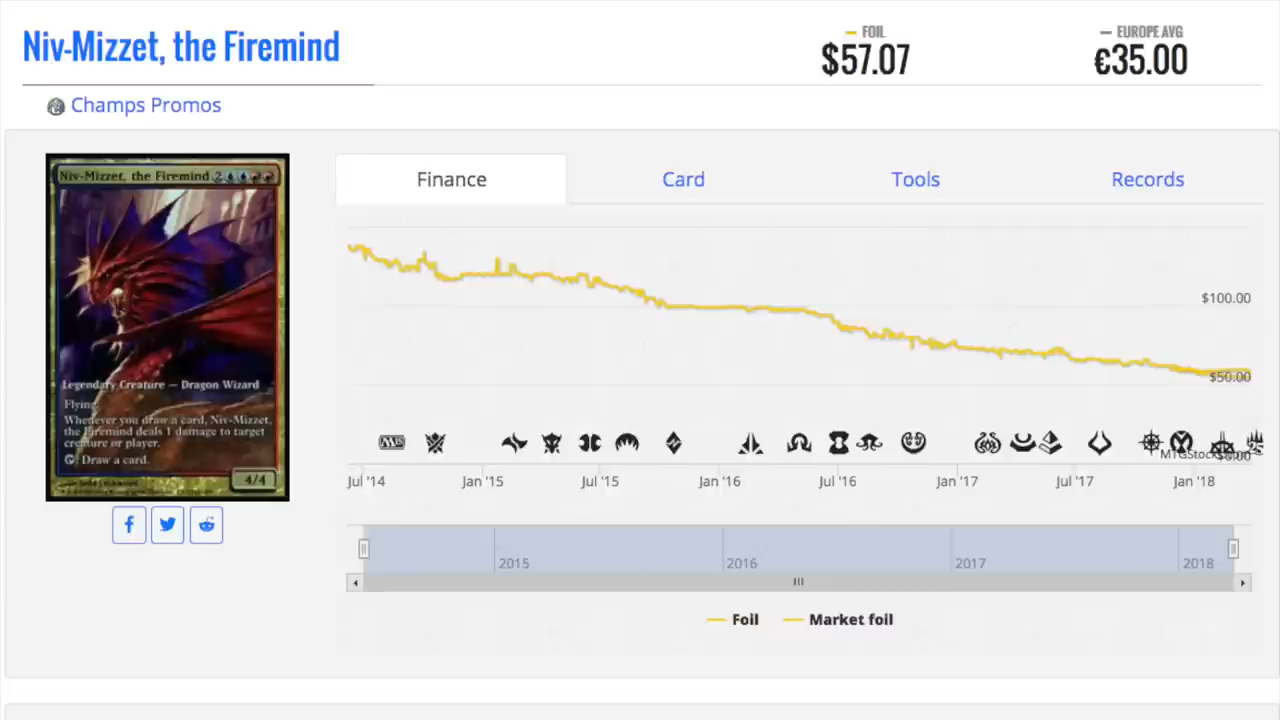 Niv-Mizzet, the Firemind
FOIL
$57.07
EUROPE AVG
€35.00
Champs Promos
Niv-Mizzet, the Firemind 2
Legendary Creature — Dragon Wizard
Flying
Whenever you draw a card, Niv-Mizzet,
the Firemind deals 1 damage to target
creature or player.
: Draw a card.
4/4
Finance
Card
Tools
Records
$100.00
$50.00
$0.00
Jul '14
Jan '15
Jul '15
Jan '16
Jul '16
Jan '17
Jul '17
Jan '18
2015
2016
2017
2018
Foil
Market foil